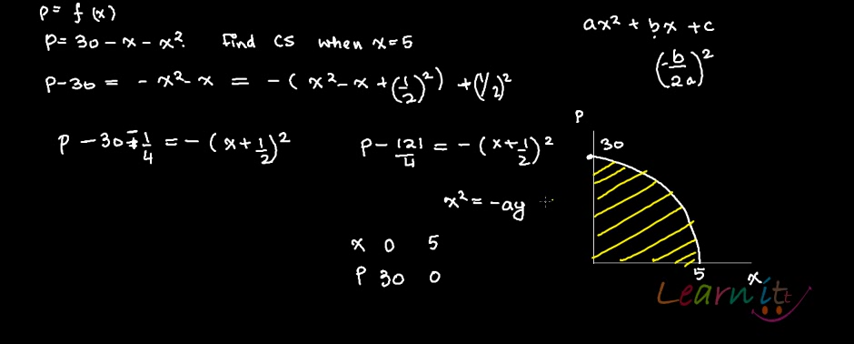 P = f(x)
P = 30 - x - x². Find CS when x = 5
P - 30 = - x² - x = - ( x² - x + (1/2)² ) + (1/2)²
P - 30 - 1/4 = - (x + 1/2)²
P - 121/4 = - (x + 1/2)²
x² = -ay
x 0 5
P 30 0
ax² + bx + c
(-b/2a)²
P
30
5
x
Learnitt